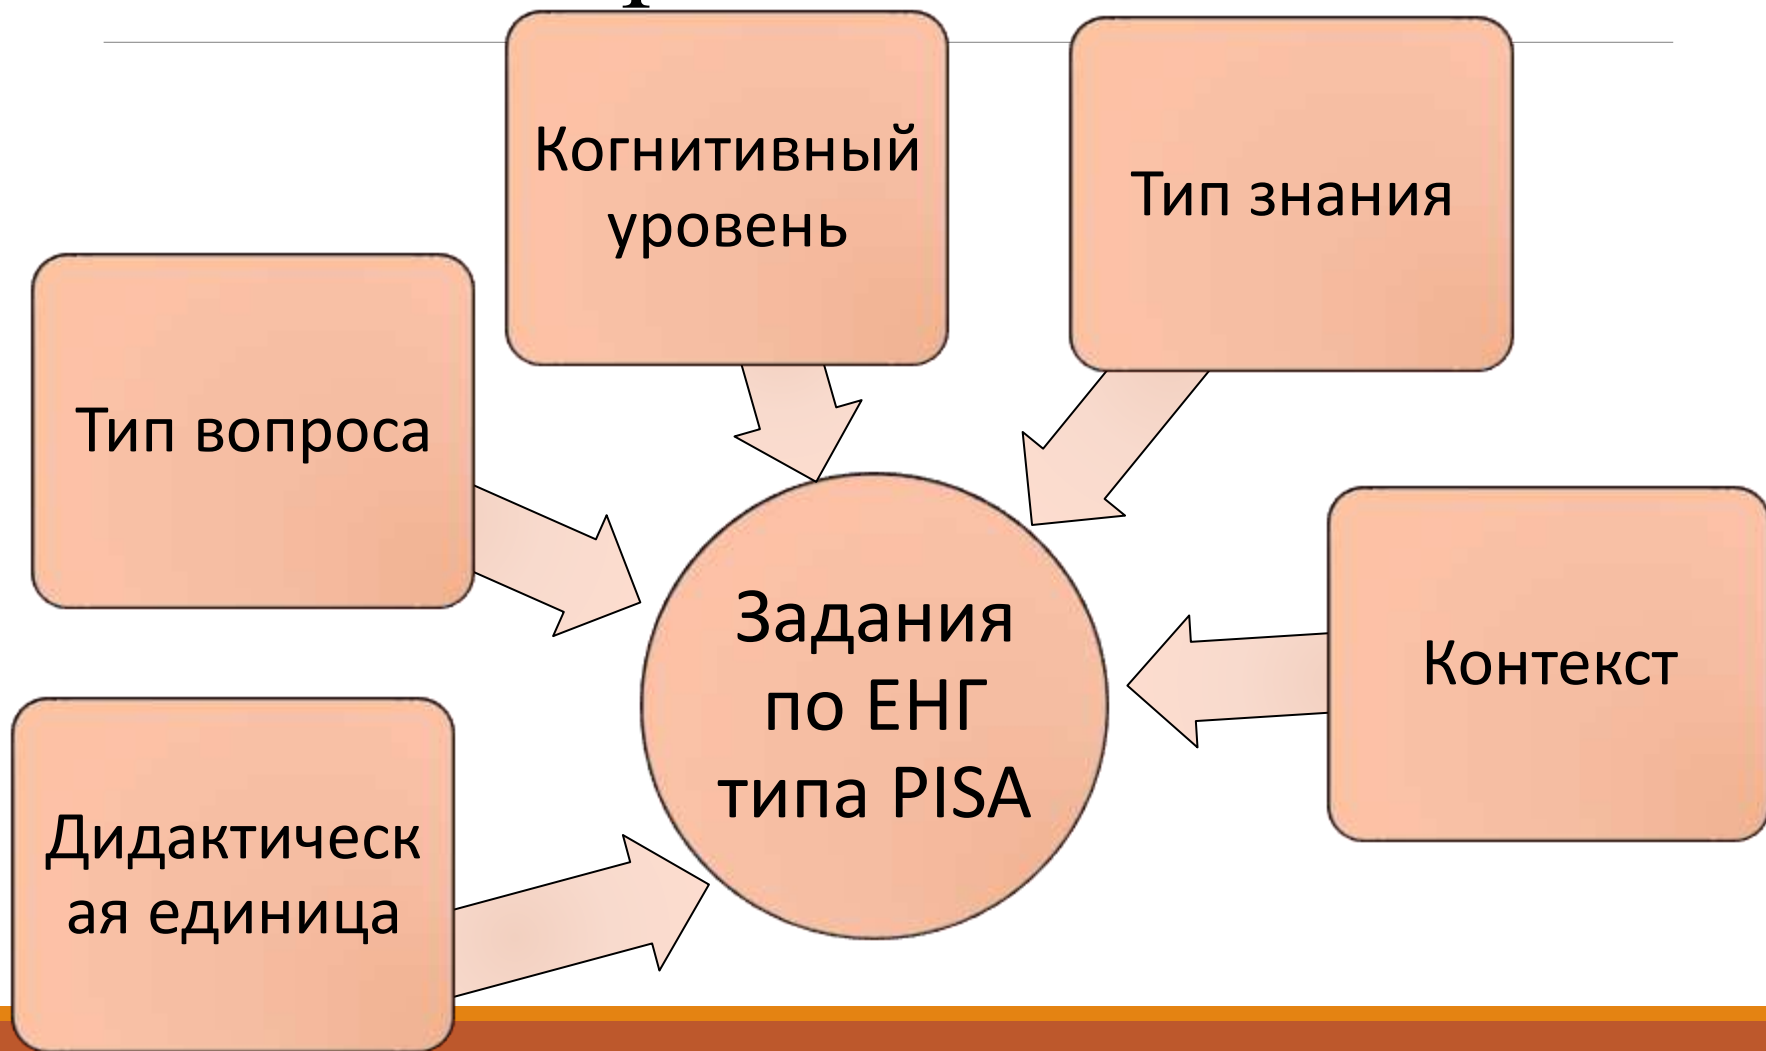 Когнитивный
уровень
Тип знания
Тип вопроса
Контекст
Задания
по ЕНГ
типа PISA
Дидактическ
ая единица